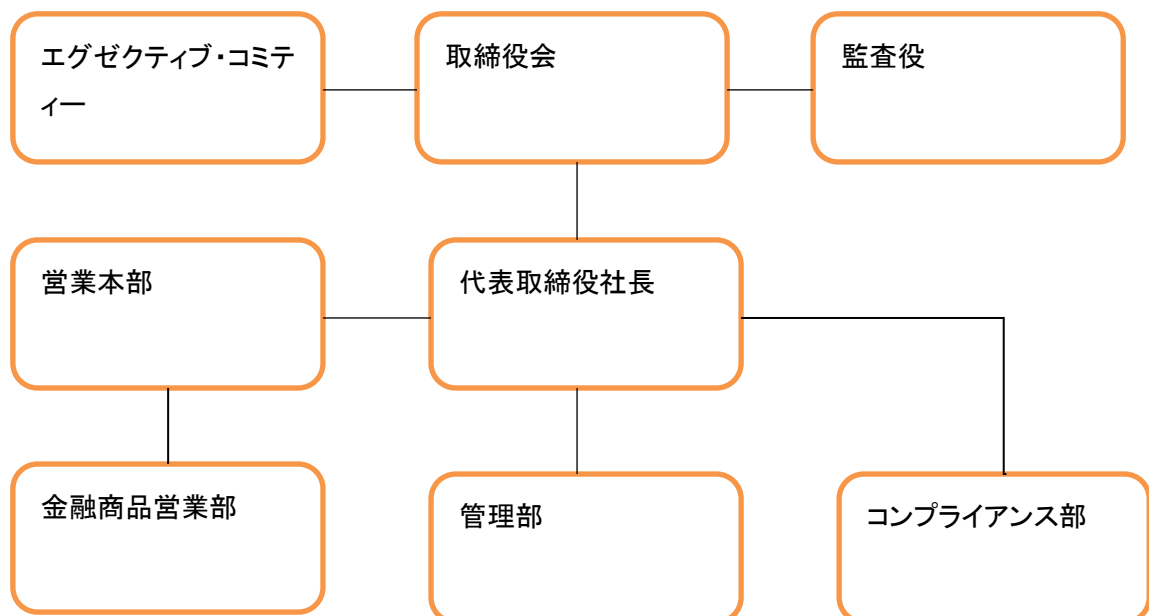 エグゼクティブ・コミテ
ィー
取締役会
監査役
営業本部
代表取締役社長
金融商品営業部
管理部
コンプライアンス部